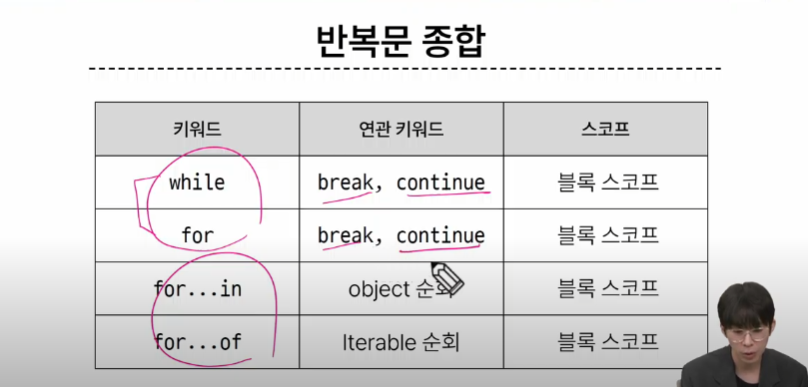 반복문 종합
키워드 연관 키워드 스코프
while break, continue 블록 스코프
for break, continue 블록 스코프
for...in object 순회 블록 스코프
for...of Iterable 순회 블록 스코프